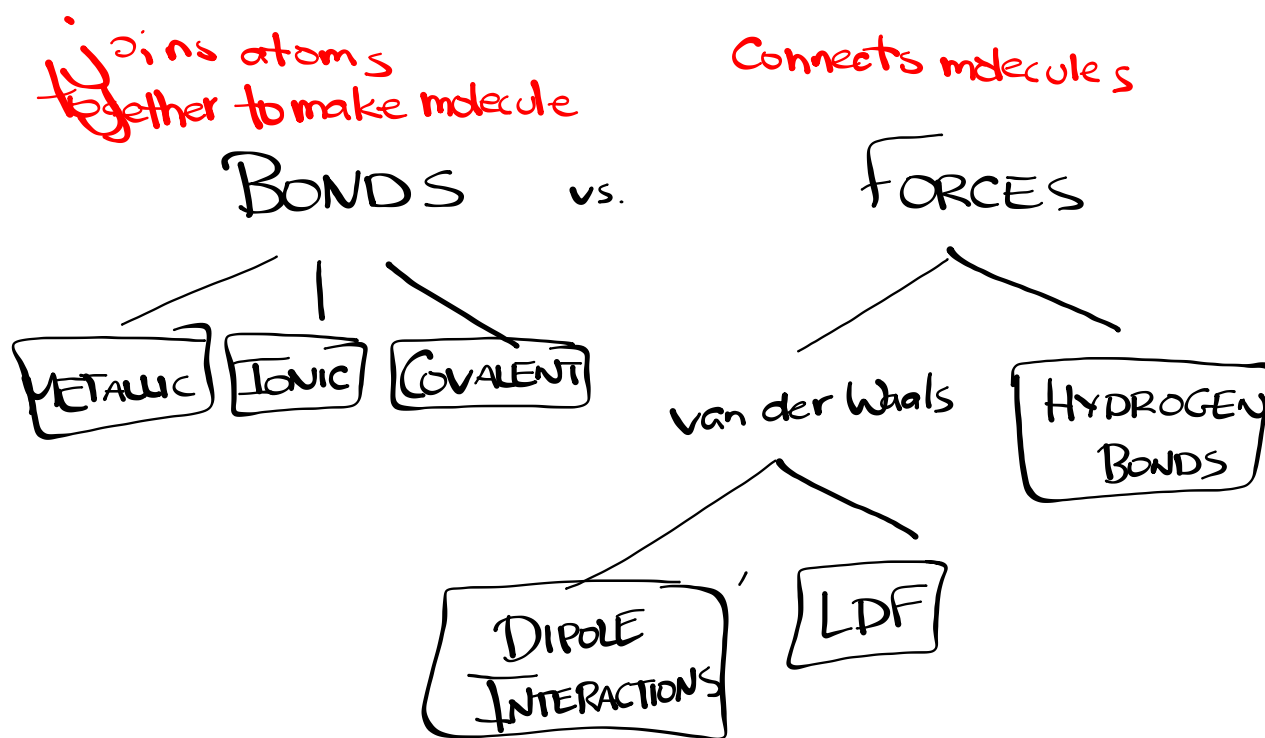 joins atoms
together to make molecule
Connects molecules
BONDS vs. FORCES
METALLIC IONIC COVALENT
van der Waals
HYDROGEN
BONDS
DIPOLE
INTERACTIONS
LDF